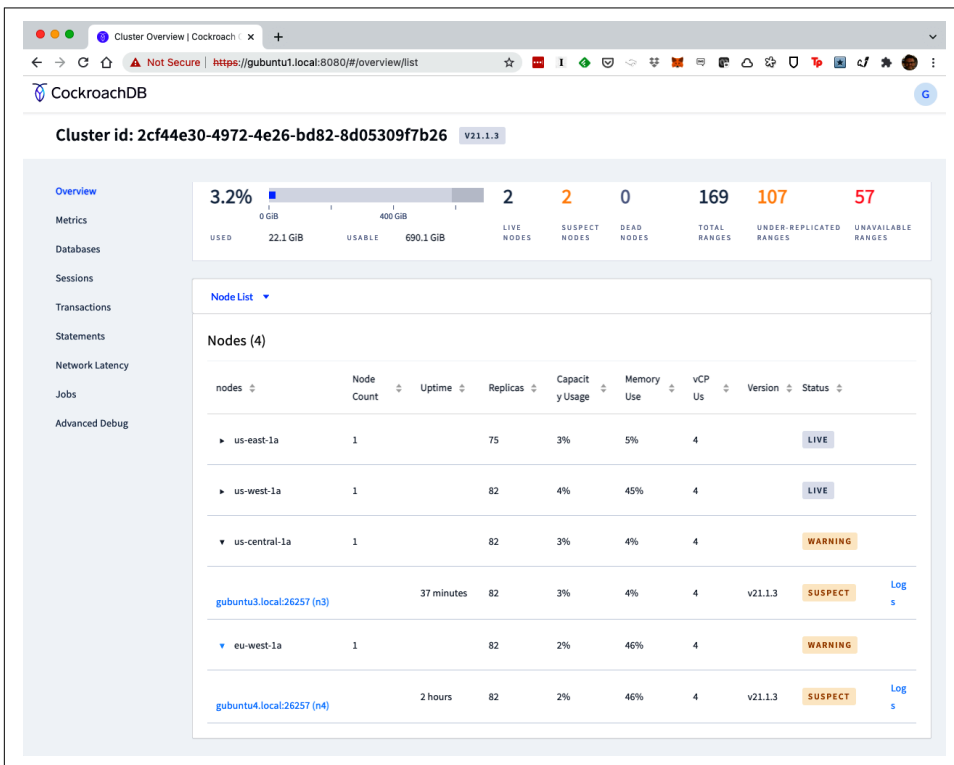 Cluster Overview | Cockroach C
Not Secure | https://gubuntu1.local:8080/#/overview/list
CockroachDB
G
Cluster id: 2cf44e30-4972-4e26-bd82-8d05309f7b26 V21.1.3
Overview
Metrics
Databases
Sessions
Transactions
Statements
Network Latency
Jobs
Advanced Debug
3.2%
0 GiB 400 GiB
USED 22.1 GiB USABLE 690.1 GiB
2 2 0 169 107 57
LIVE SUSPECT DEAD TOTAL UNDER-REPLICATED UNAVAILABLE
NODES NODES NODES RANGES RANGES RANGES
Node List
Nodes (4)
nodes Node Count Uptime Replicas Capacit y Usage Memory Use vCP Us Version Status
us-east-1a 1 75 3% 5% 4 LIVE
us-west-1a 1 82 4% 45% 4 LIVE
us-central-1a 1 82 3% 4% 4 WARNING
gubuntu3.local:26257 (n3) 37 minutes 82 3% 4% 4 v21.1.3 SUSPECT Log s
eu-west-1a 1 82 2% 46% 4 WARNING
gubuntu4.local:26257 (n4) 2 hours 82 2% 46% 4 v21.1.3 SUSPECT Log s